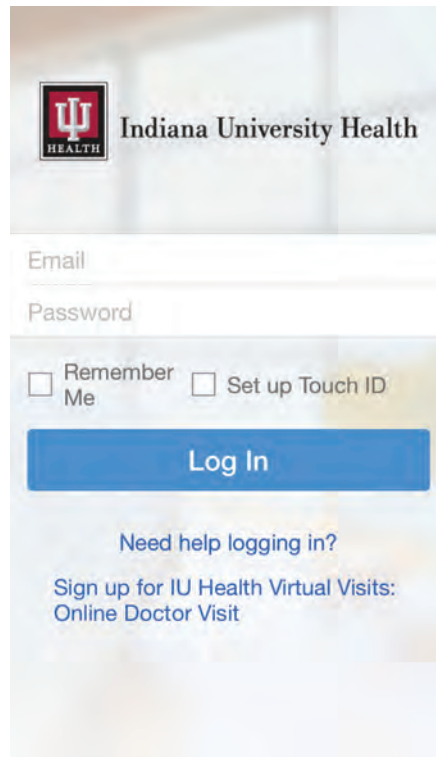 HEALTH
Indiana University Health
Email
Password
Remember
Me
Set up Touch ID
Log In
Need help logging in?
Sign up for IU Health Virtual Visits:
Online Doctor Visit